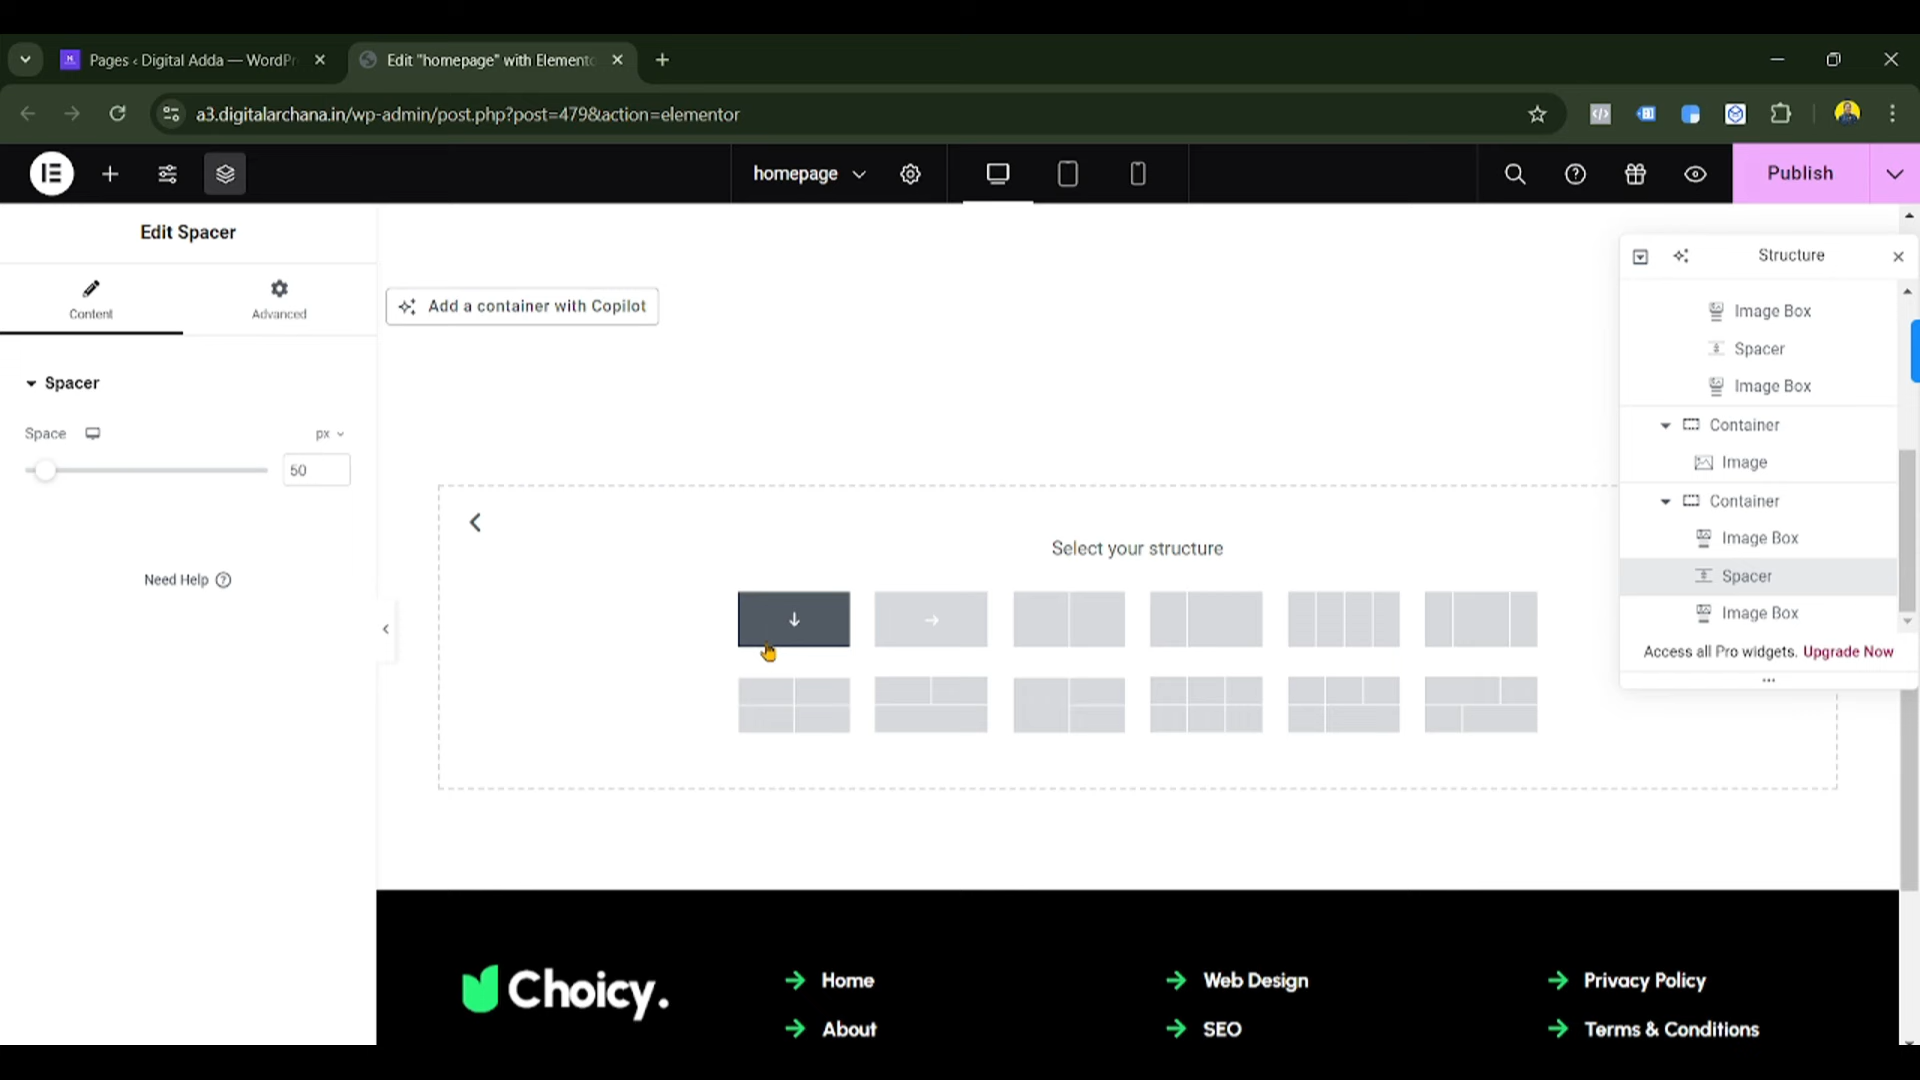 Pages ‹ Digital Adda — WordPr
Edit "homepage" with Elemento
a3.digitalarchana.in/wp-admin/post.php?post=479&action=elementor
homepage
Publish
Edit Spacer
Content
Advanced
Spacer
Space
px
50
Need Help
Add a container with Copilot
Select your structure
Structure
Image Box
Spacer
Image Box
Container
Image
Container
Image Box
Spacer
Image Box
Access all Pro widgets. Upgrade Now
Choicy.
Home
About
Web Design
SEO
Privacy Policy
Terms & Conditions